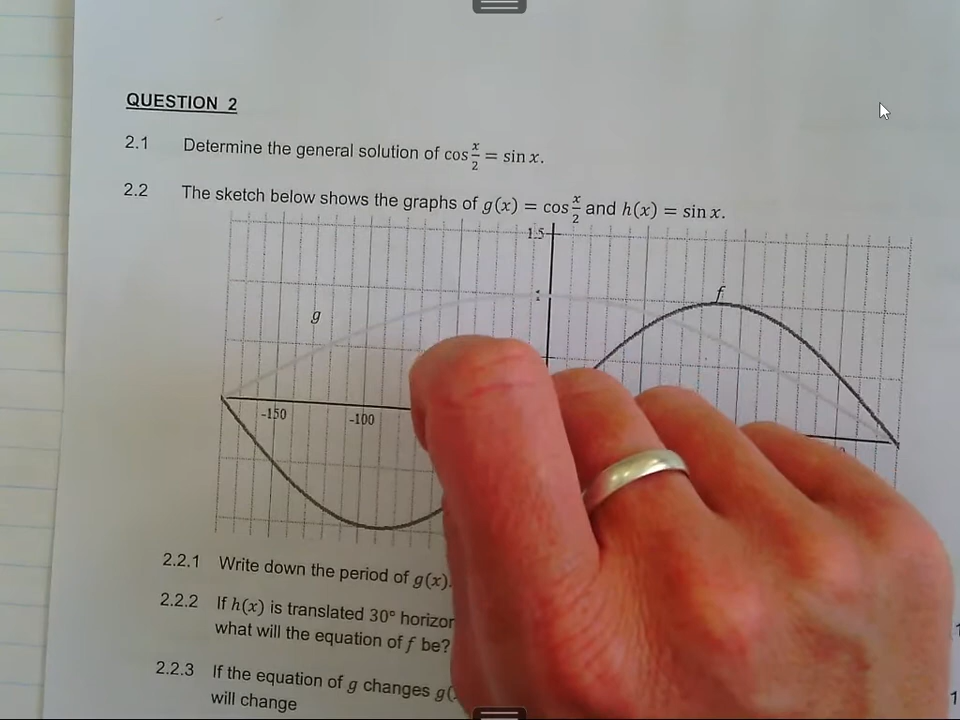 QUESTION 2
2.1 Determine the general solution of cos x/2 = sin x.
2.2 The sketch below shows the graphs of g(x) = cos x/2 and h(x) = sin x.
1.5
f
1
g
-150
-100
2.2.1 Write down the period of g(x).
2.2.2 If h(x) is translated 30°
what will the equation of f be?
2.2.3 If the equation of g changes
will change